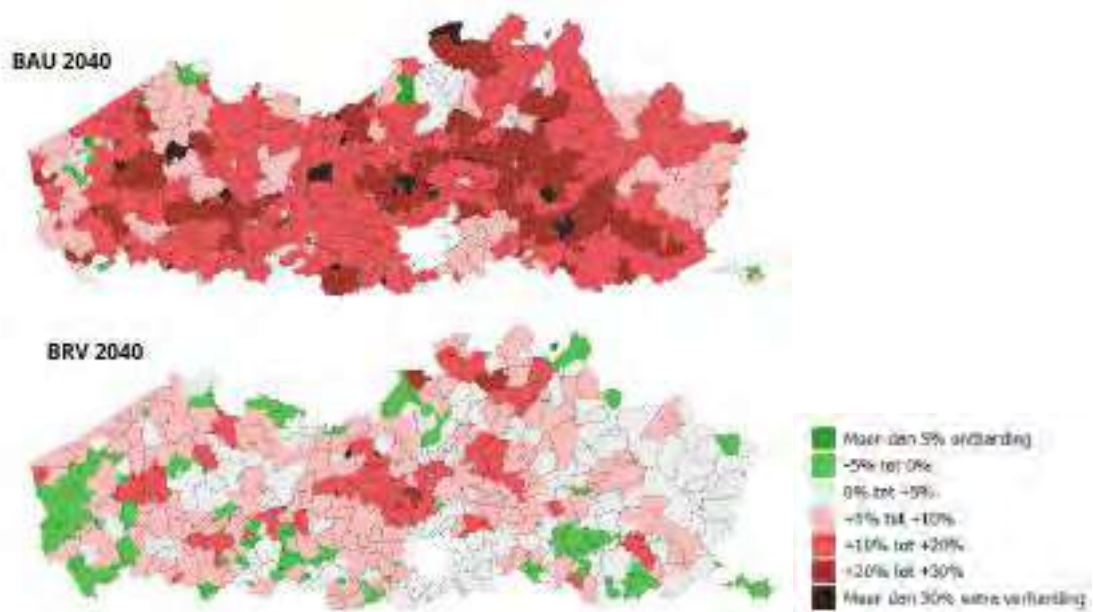 BAU 2040
BRV 2040
Meer dan 5% ontharding
-5% tot 0%
0% tot +5%
+5% tot +10%
+10% tot +20%
+20% tot +30%
Meer dan 30% extra verharding